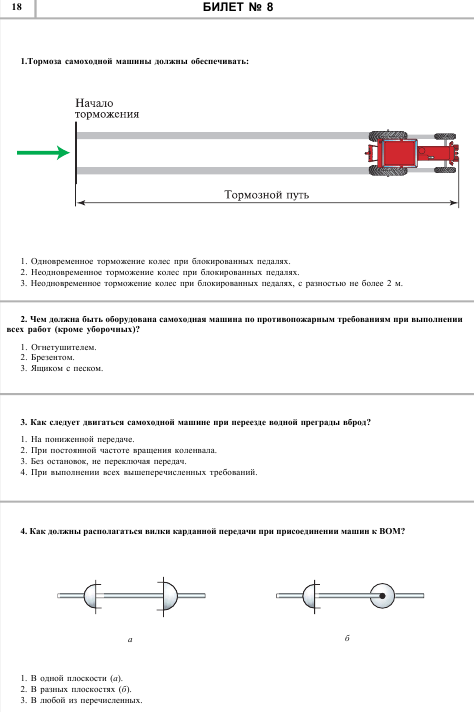 18
БИЛЕТ № 8
1.Тормоза самоходной машины должны обеспечивать:
Начало
торможения
Тормозной путь
1. Одновременное торможение колес при блокированных педалях.
2. Неодновременное торможение колес при блокированных педалях.
3. Неодновременное торможение колес при блокированных педалях, с разностью не более 2 м.
2. Чем должна быть оборудована самоходная машина по противопожарным требованиям при выполнении
всех работ (кроме уборочных)?
1. Огнетушителем.
2. Брезентом.
3. Ящиком с песком.
3. Как следует двигаться самоходной машине при переезде водной преграды вброд?
1. На пониженной передаче.
2. При постоянной частоте вращения коленвала.
3. Без остановок, не переключая передач.
4. При выполнении всех вышеперечисленных требований.
4. Как должны располагаться вилки карданной передачи при присоединении машин к ВОМ?
а
б
1. В одной плоскости (а).
2. В разных плоскостях (б).
3. В любой из перечисленных.